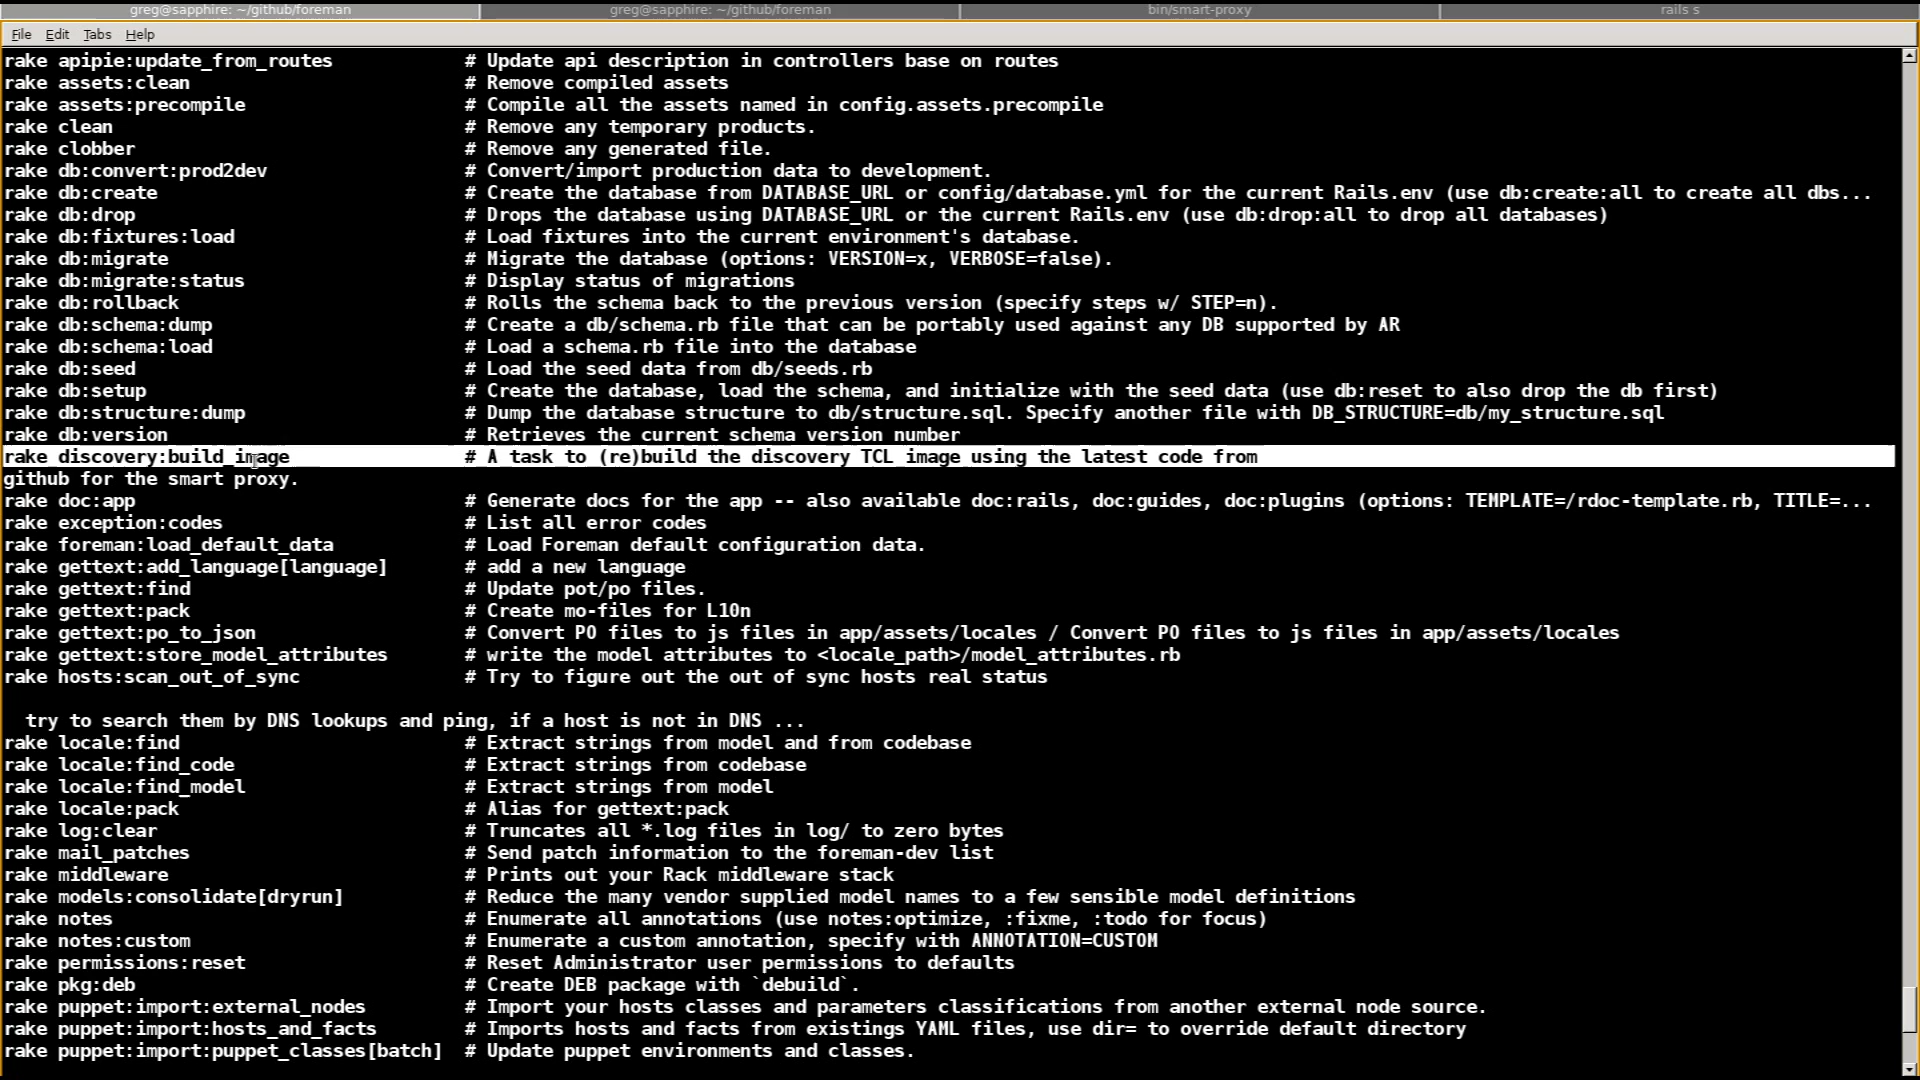 greg@sapphire: ~/github/foreman greg@sapphire: ~/github/foreman bin/smart-proxy rails s
File Edit Tabs Help
rake apipie:update_from_routes # Update api description in controllers base on routes
rake assets:clean # Remove compiled assets
rake assets:precompile # Compile all the assets named in config.assets.precompile
rake clean # Remove any temporary products.
rake clobber # Remove any generated file.
rake db:convert:prod2dev # Convert/import production data to development.
rake db:create # Create the database from DATABASE_URL or config/database.yml for the current Rails.env (use db:create:all to create all dbs...
rake db:drop # Drops the database using DATABASE_URL or the current Rails.env (use db:drop:all to drop all databases)
rake db:fixtures:load # Load fixtures into the current environment's database.
rake db:migrate # Migrate the database (options: VERSION=x, VERBOSE=false).
rake db:migrate:status # Display status of migrations
rake db:rollback # Rolls the schema back to the previous version (specify steps w/ STEP=n).
rake db:schema:dump # Create a db/schema.rb file that can be portably used against any DB supported by AR
rake db:schema:load # Load a schema.rb file into the database
rake db:seed # Load the seed data from db/seeds.rb
rake db:setup # Create the database, load the schema, and initialize with the seed data (use db:reset to also drop the db first)
rake db:structure:dump # Dump the database structure to db/structure.sql. Specify another file with DB_STRUCTURE=db/my_structure.sql
rake db:version # Retrieves the current schema version number
rake discovery:build_image # A task to (re)build the discovery TCL image using the latest code from
github for the smart proxy.
rake doc:app # Generate docs for the app -- also available doc:rails, doc:guides, doc:plugins (options: TEMPLATE=/rdoc-template.rb, TITLE=...
rake exception:codes # List all error codes
rake foreman:load_default_data # Load Foreman default configuration data.
rake gettext:add_language[language] # add a new language
rake gettext:find # Update pot/po files.
rake gettext:pack # Create mo-files for L10n
rake gettext:po_to_json # Convert PO files to js files in app/assets/locales / Convert PO files to js files in app/assets/locales
rake gettext:store_model_attributes # write the model attributes to <locale_path>/model_attributes.rb
rake hosts:scan_out_of_sync # Try to figure out the out of sync hosts real status
try to search them by DNS lookups and ping, if a host is not in DNS ...
rake locale:find # Extract strings from model and from codebase
rake locale:find_code # Extract strings from codebase
rake locale:find_model # Extract strings from model
rake locale:pack # Alias for gettext:pack
rake log:clear # Truncates all *.log files in log/ to zero bytes
rake mail_patches # Send patch information to the foreman-dev list
rake middleware # Prints out your Rack middleware stack
rake models:consolidate[dryrun] # Reduce the many vendor supplied model names to a few sensible model definitions
rake notes # Enumerate all annotations (use notes:optimize, :fixme, :todo for focus)
rake notes:custom # Enumerate a custom annotation, specify with ANNOTATION=CUSTOM
rake permissions:reset # Reset Administrator user permissions to defaults
rake pkg:deb # Create DEB package with `debuild`.
rake puppet:import:external_nodes # Import your hosts classes and parameters classifications from another external node source.
rake puppet:import:hosts_and_facts # Imports hosts and facts from existings YAML files, use dir= to override default directory
rake puppet:import:puppet_classes[batch] # Update puppet environments and classes.